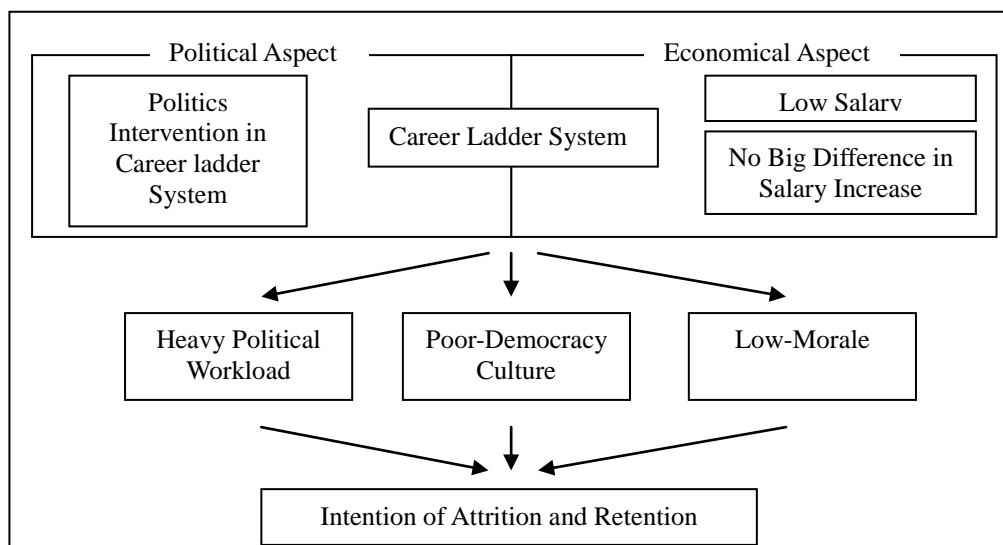 Political Aspect
Economical Aspect
Politics
Intervention in
Career ladder
System
Career Ladder System
Low Salary
No Big Difference in
Salary Increase
Heavy Political
Workload
Poor-Democracy
Culture
Low-Morale
Intention of Attrition and Retention